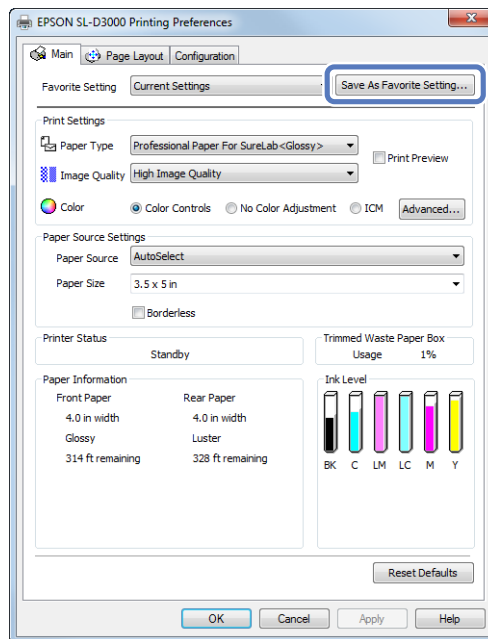 EPSON SL-D3000 Printing Preferences
Main Page Layout Configuration
Favorite Setting Current Settings Save As Favorite Setting...
Print Settings
Paper Type Professional Paper For SureLab<Glossy>
Print Preview
Image Quality High Image Quality
Color Color Controls No Color Adjustment ICM Advanced...
Paper Source Settings
Paper Source AutoSelect
Paper Size 3.5 x 5 in
Borderless
Printer Status Trimmed Waste Paper Box
Standby Usage 1%
Paper Information Ink Level
Front Paper Rear Paper
4.0 in width 4.0 in width
Glossy Luster
314 ft remaining 328 ft remaining
BK C LM LC M Y
Reset Defaults
OK Cancel Apply Help